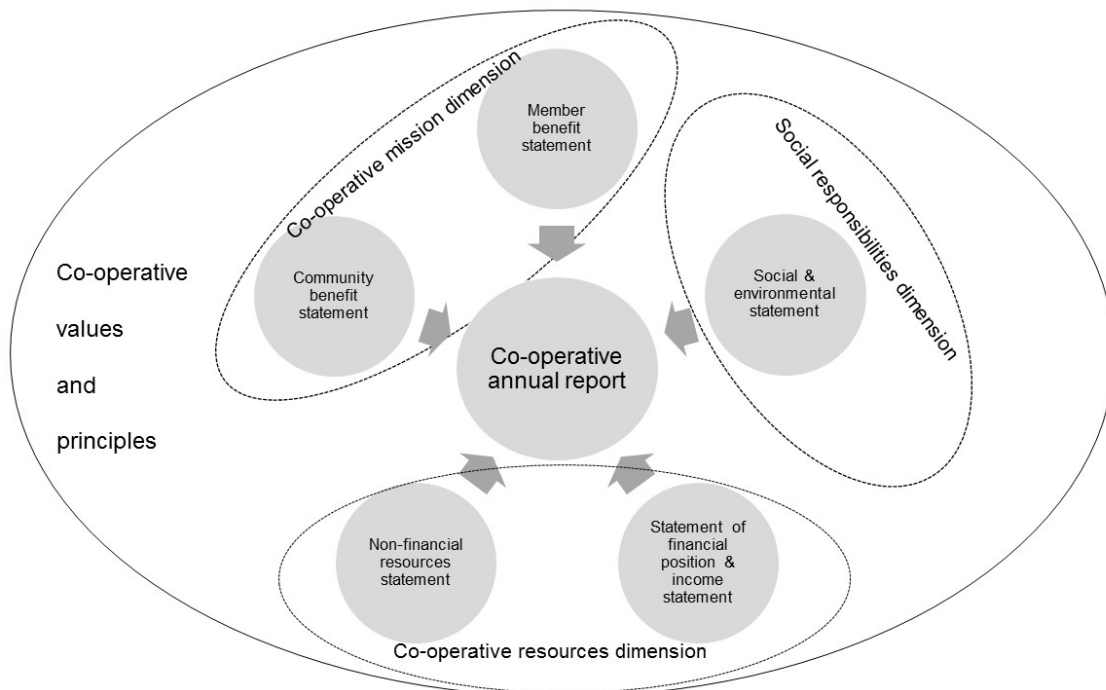 Co-operative mission dimension
Member
benefit
statement
Social responsibilities dimension
Co-operative
values
and
principles
Community
benefit
statement
Social &
environmental
statement
Co-operative
annual report
Non-financial
resources
statement
Statement of
financial
position &
income
statement
Co-operative resources dimension